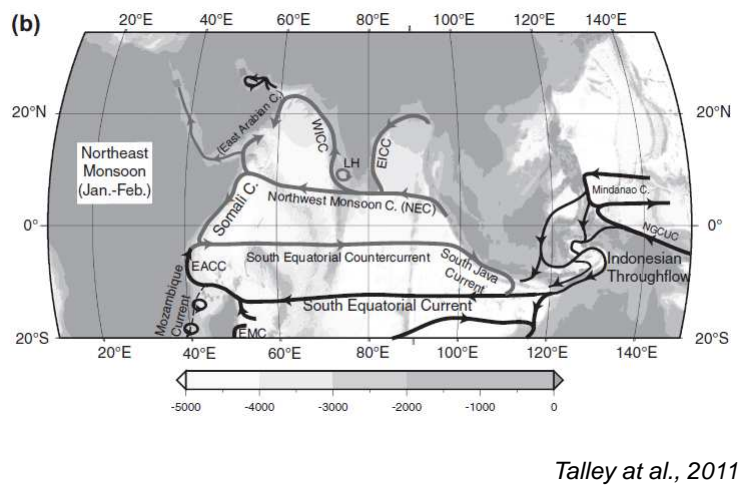 (b)
20°E 40°E 60°E 80°E 100°E 120°E 140°E
20°N 20°N
Northeast
Monsoon
(Jan.-Feb.)
(East Arabian C.)
WICC
LH
EICC
Mindanao C.
Northwest Monsoon C. (NEC)
Somali C.
0° 0°
NGCUC
EACC
South Equatorial Countercurrent
South Java
Current
Indonesian
Throughflow
Mozambique
Current
South Equatorial Current
EMC
20°S 20°S
20°E 40°E 60°E 80°E 100°E 120°E 140°E
-5000 -4000 -3000 -2000 -1000 0
Talley at al., 2011